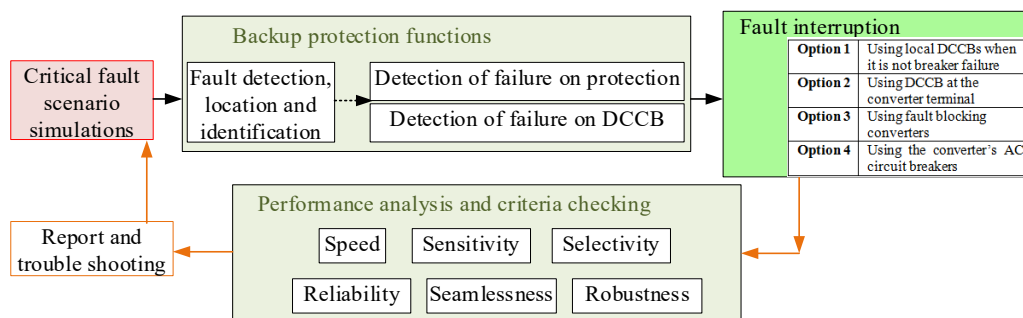 Critical fault
scenario
simulations
Backup protection functions
Fault detection,
location and
identification
Detection of failure on protection
Detection of failure on DCCB
Fault interruption
Option 1 Using local DCCBs when
it is not breaker failure
Option 2 Using DCCB at the
converter terminal
Option 3 Using fault blocking
converters
Option 4 Using the converter's AC
circuit breakers
Performance analysis and criteria checking
Speed
Sensitivity
Selectivity
Reliability
Seamlessness
Robustness
Report and
trouble shooting